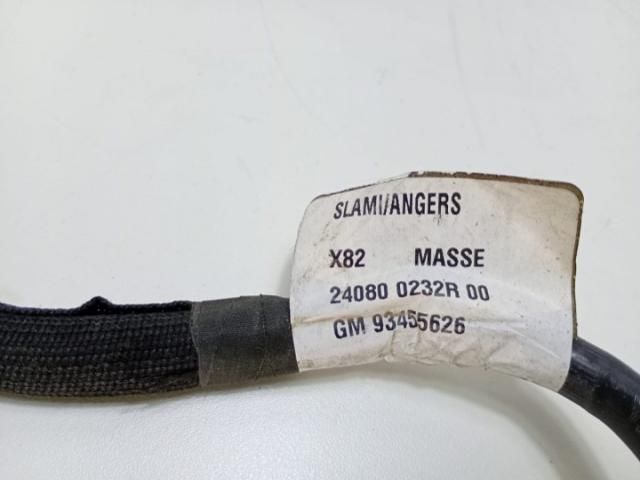 SLAMI/ANGERS
X82 MASSE
24080 0232R 00
GM 93455626